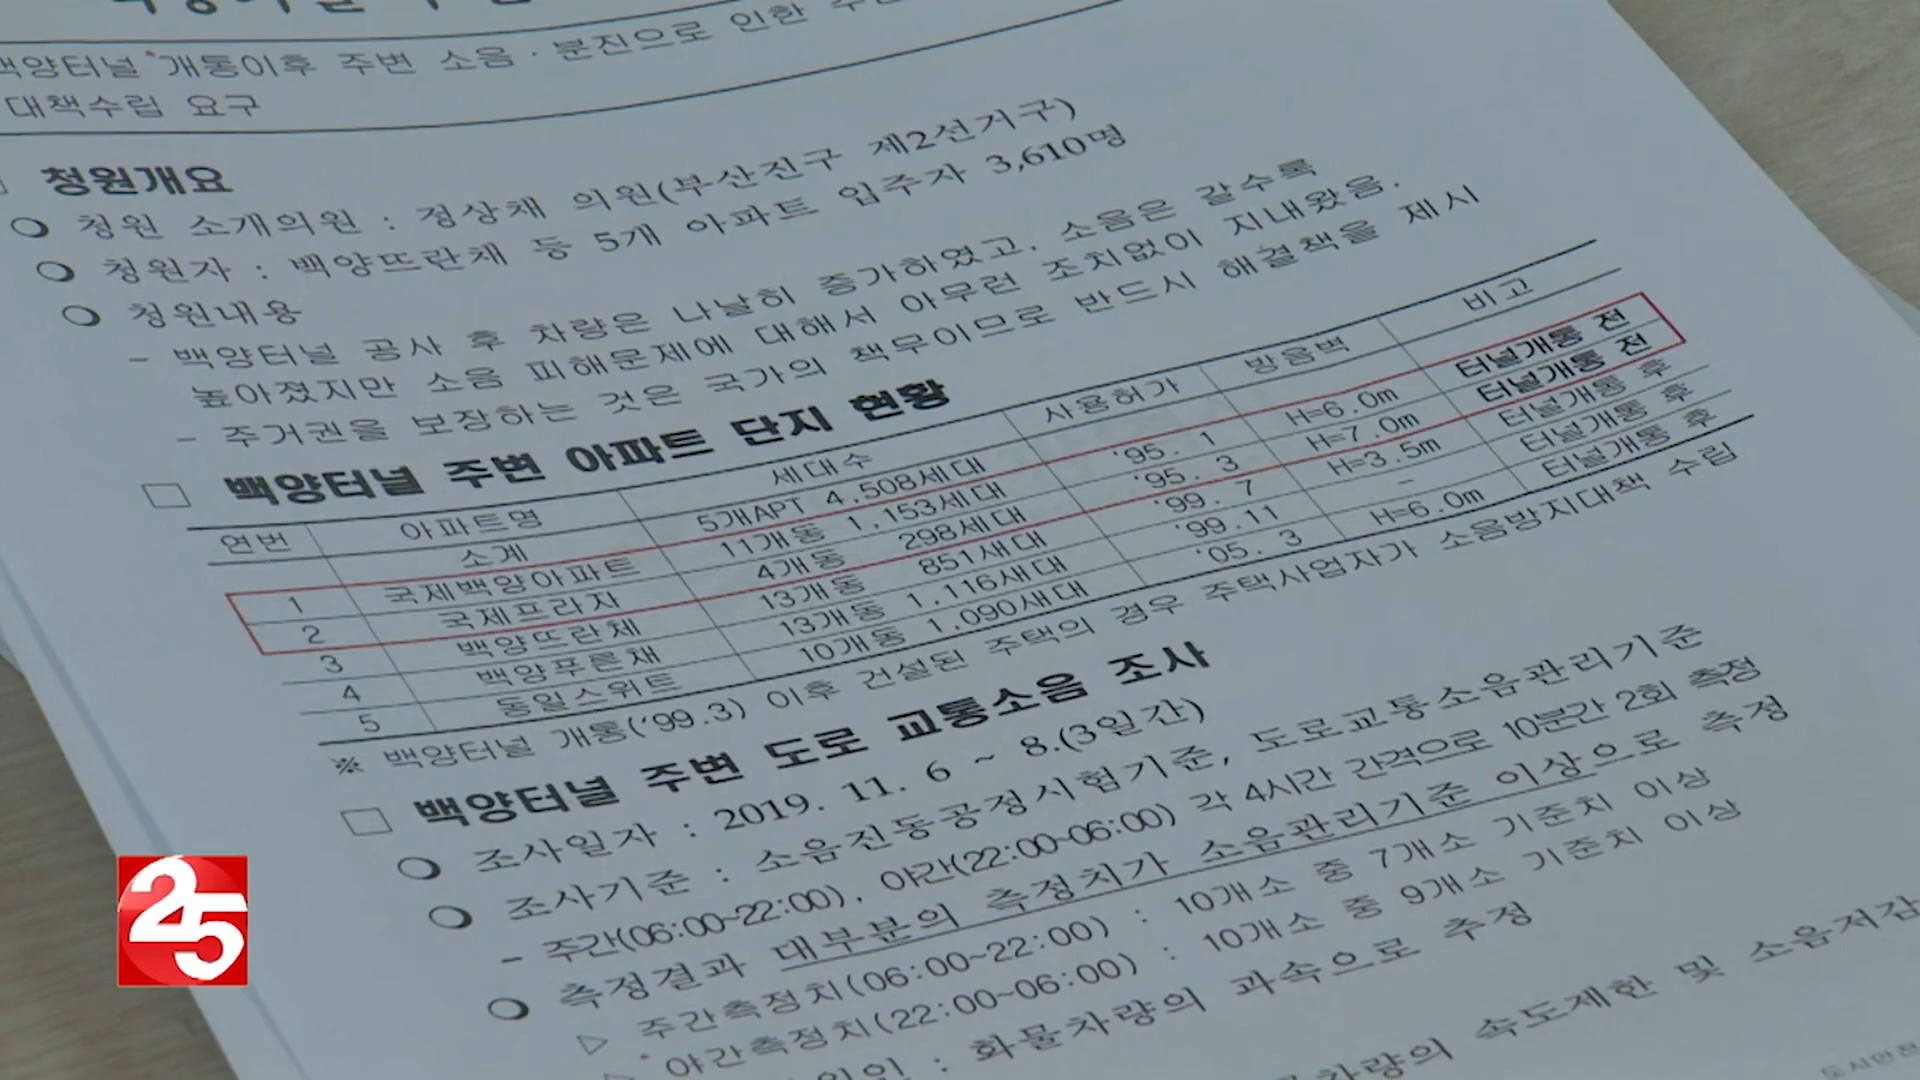 백양터널 개통이후 주변 소음·분진으로 인한
대책수립 요구
청원개요
○ 청원 소개의원 : 정상채 의원(부산진구 제2선거구)
○ 청원자 : 백양뜨란채 등 5개 아파트 입주자 3,610명
○ 청원내용
- 백양터널 공사 후 차량은 나날히 증가하였고, 소음은 갈수록
높아졌지만 소음 피해문제에 대해서 아무런 조치없이 지내왔음.
- 주거권을 보장하는 것은 국가의 책무이므로 반드시 해결책을 제시
□ 백양터널 주변 아파트 단지 현황
연번 아파트명 세대수 사용허가 방음벽 비고
소계 5개APT 4,508세대
1 국제백양아파트 11개동 1,153세대 '95. 1 H=6.0m 터널개통 전
2 국제프라자 4개동 298세대 '95. 3 H=7.0m 터널개통 전
3 백양뜨란채 13개동 851세대 '99. 7 H=3.5m 터널개통 후
4 백양푸른채 13개동 1,116세대 '99.11 - 터널개통 후
5 동일스위트 10개동 1,090세대 '05. 3 H=6.0m 터널개통 후
※ 백양터널 개통('99.3) 이후 건설된 주택의 경우 주택사업자가 소음방지대책 수립
□ 백양터널 주변 도로 교통소음 조사
○ 조사일자 : 2019. 11. 6 ~ 8.(3일간)
○ 조사기준 : 소음진동공정시험기준, 도로교통소음관리기준
- 주간(06:00~22:00), 야간(22:00~06:00) 각 4시간 간격으로 10분간 2회 측정
○ 측정결과 대부분의 측정치가 소음관리기준 이상으로 측정
▷ 주간측정치(06:00~22:00) : 10개소 중 7개소 기준치 이상
야간측정치(22:00~06:00) : 10개소 중 9개소 기준치 이상
원인 : 화물차량의 과속으로 추정
차량의 속도제한 및 소음저감
25